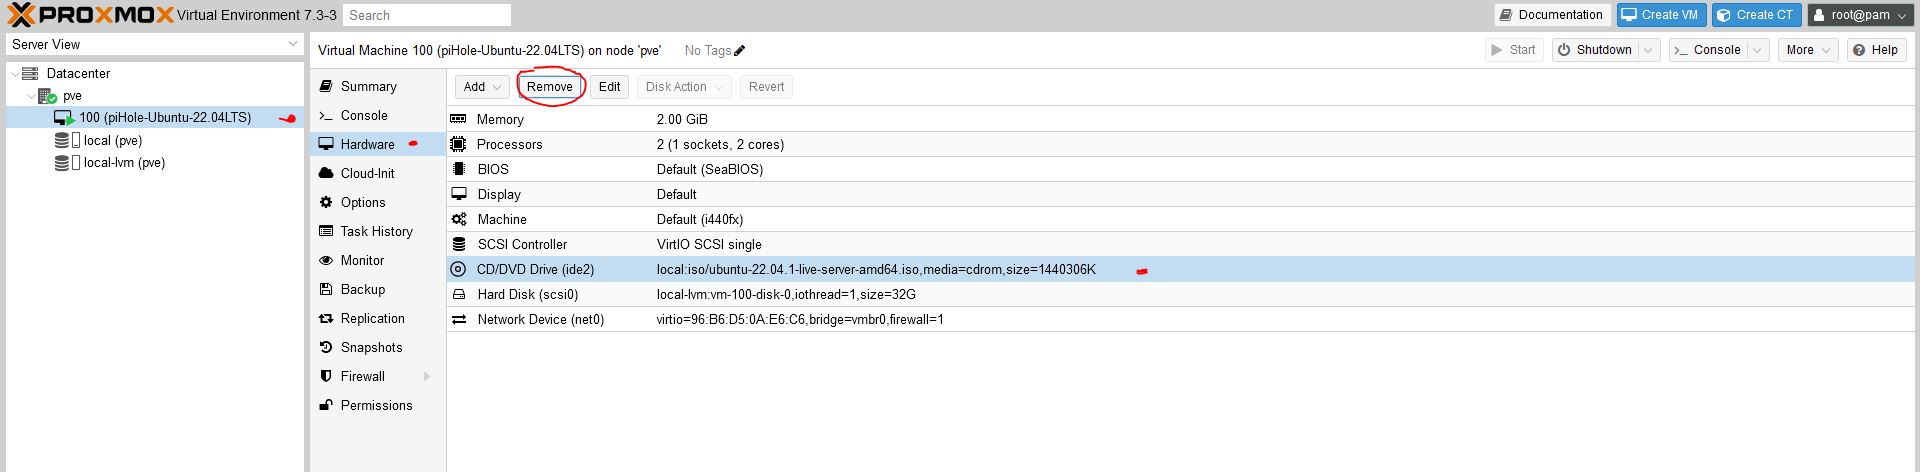 PROXMOX Virtual Environment 7.3-3 Search Documentation Create VM Create CT root@pam
Server View
Virtual Machine 100 (piHole-Ubuntu-22.04LTS) on node 'pve' No Tags Start Shutdown Console More Help
Datacenter
pve
100 (piHole-Ubuntu-22.04LTS)
local (pve)
local-lvm (pve)
Summary
Console
Hardware
Cloud-Init
Options
Task History
Monitor
Backup
Replication
Snapshots
Firewall
Permissions
Add Remove Edit Disk Action Revert
Memory 2.00 GiB
Processors 2 (1 sockets, 2 cores)
BIOS Default (SeaBIOS)
Display Default
Machine Default (i440fx)
SCSI Controller VirtIO SCSI single
CD/DVD Drive (ide2) local:iso/ubuntu-22.04.1-live-server-amd64.iso,media=cdrom,size=1440306K
Hard Disk (scsi0) local-lvm:vm-100-disk-0,iothread=1,size=32G
Network Device (net0) virtio=96:B6:D5:0A:E6:C6,bridge=vmbr0,firewall=1